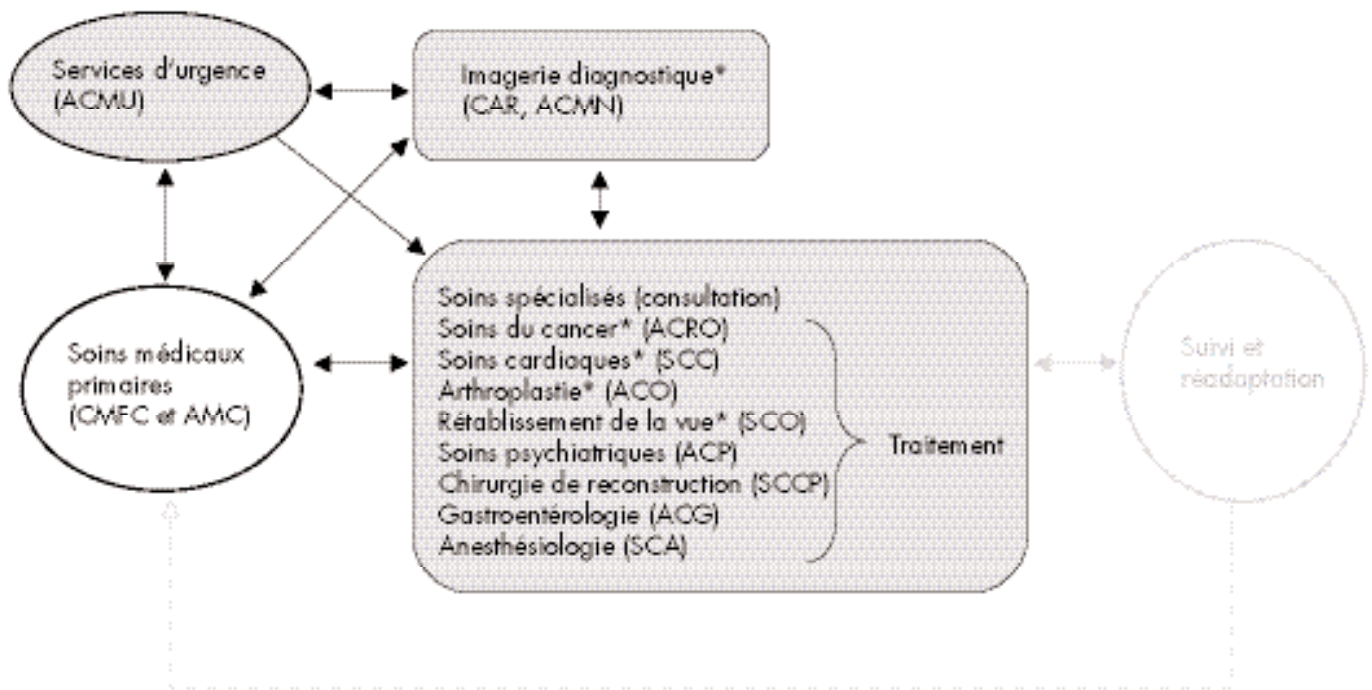 Services d'urgence
(ACMU)
Imagerie diagnostique*
(CAR, ACMN)
Soins médicaux
primaires
(CMFC et AMC)
Soins spécialisés (consultation)
Soins du cancer* (ACRO)
Soins cardiaques* (SCC)
Arthroplastie* (ACO)
Rétablissement de la vue* (SCO)
Soins psychiatriques (ACP)
Chirurgie de reconstruction (SCCP)
Gastroentérologie (ACG)
Anesthésiologie (SCA)
Traitement
Suivi et
réadaptation